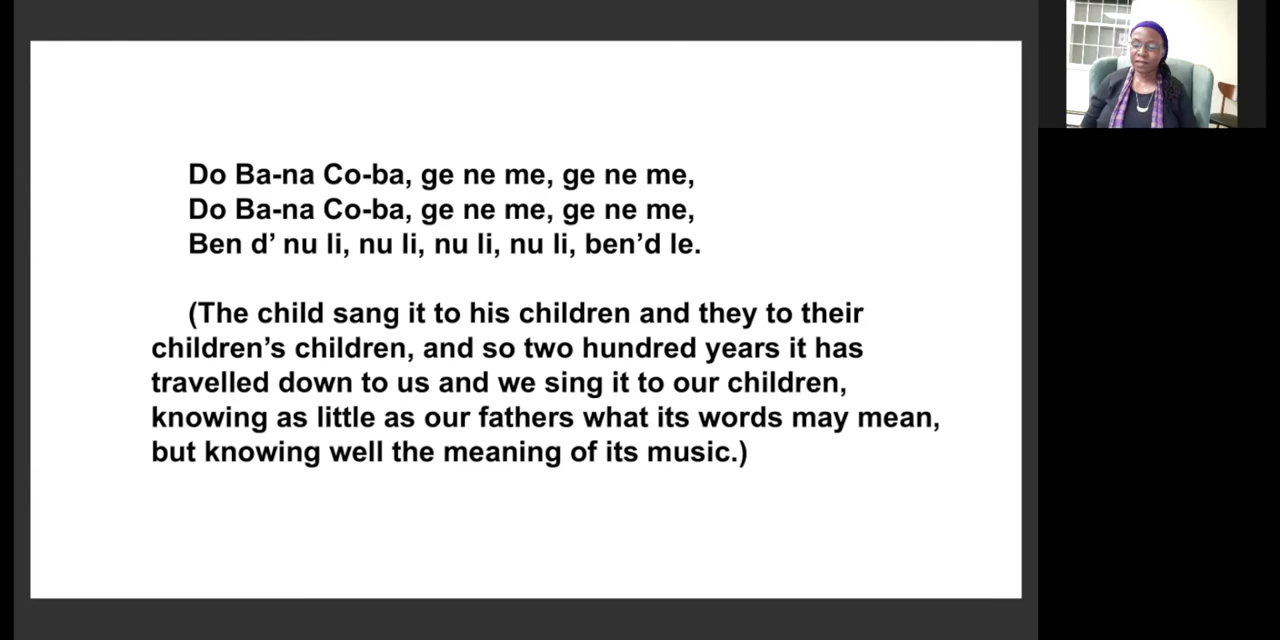 Do Ba-na Co-ba, ge ne me, ge ne me,
Do Ba-na Co-ba, ge ne me, ge ne me,
Ben d’ nu li, nu li, nu li, nu li, ben’d le.
(The child sang it to his children and they to their
children’s children, and so two hundred years it has
travelled down to us and we sing it to our children,
knowing as little as our fathers what its words may mean,
but knowing well the meaning of its music.)